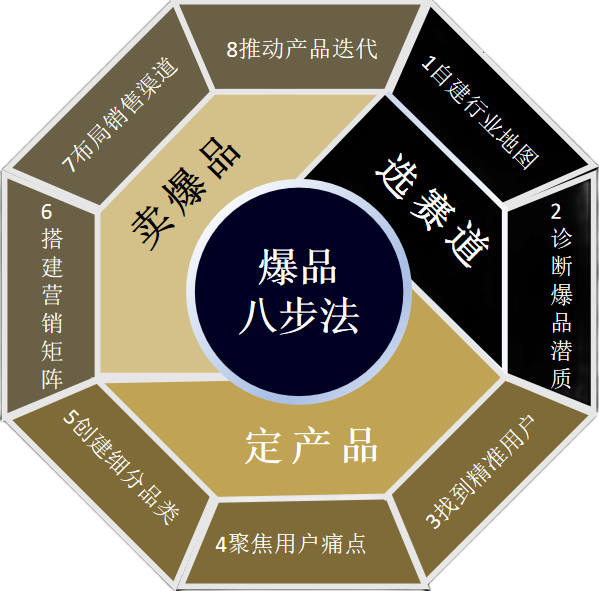 8推动产品迭代
1自建行业地图
7布局销售渠道
卖爆品
选赛道
6搭建营销矩阵
2诊断爆品潜质
爆品
八步法
定产品
5创建细分品类
3找到精准用户
4聚焦用户痛点